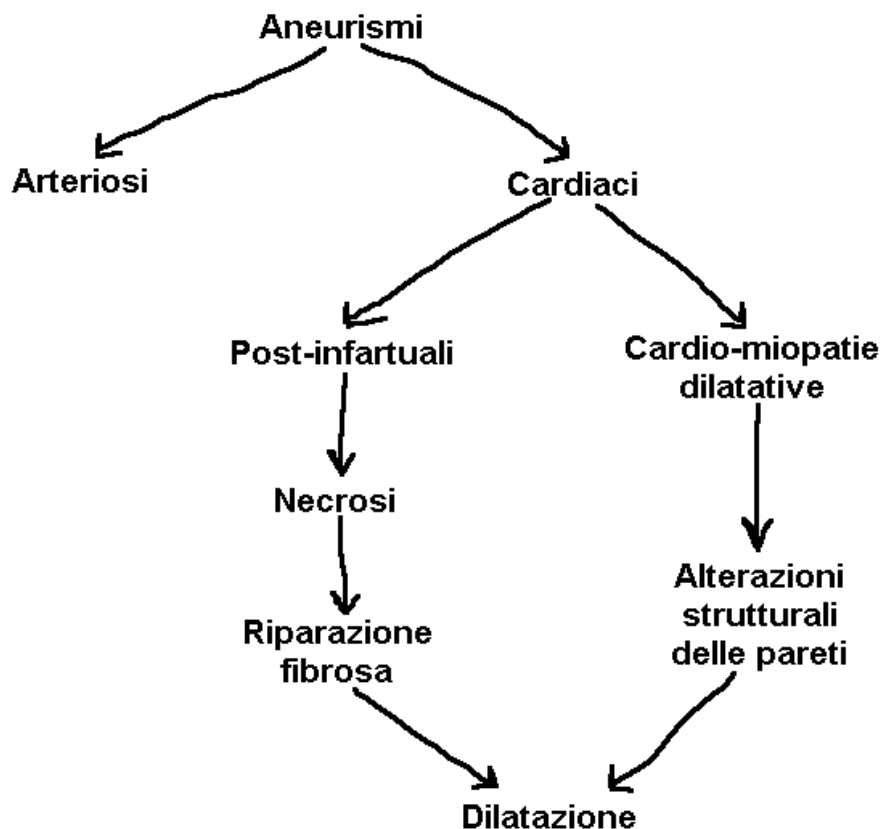 Aneurismi
Arteriosi
Cardiaci
Post-infartuali
Cardio-miopatie
dilatative
Necrosi
Alterazioni
strutturali
delle pareti
Riparazione
fibrosa
Dilatazione